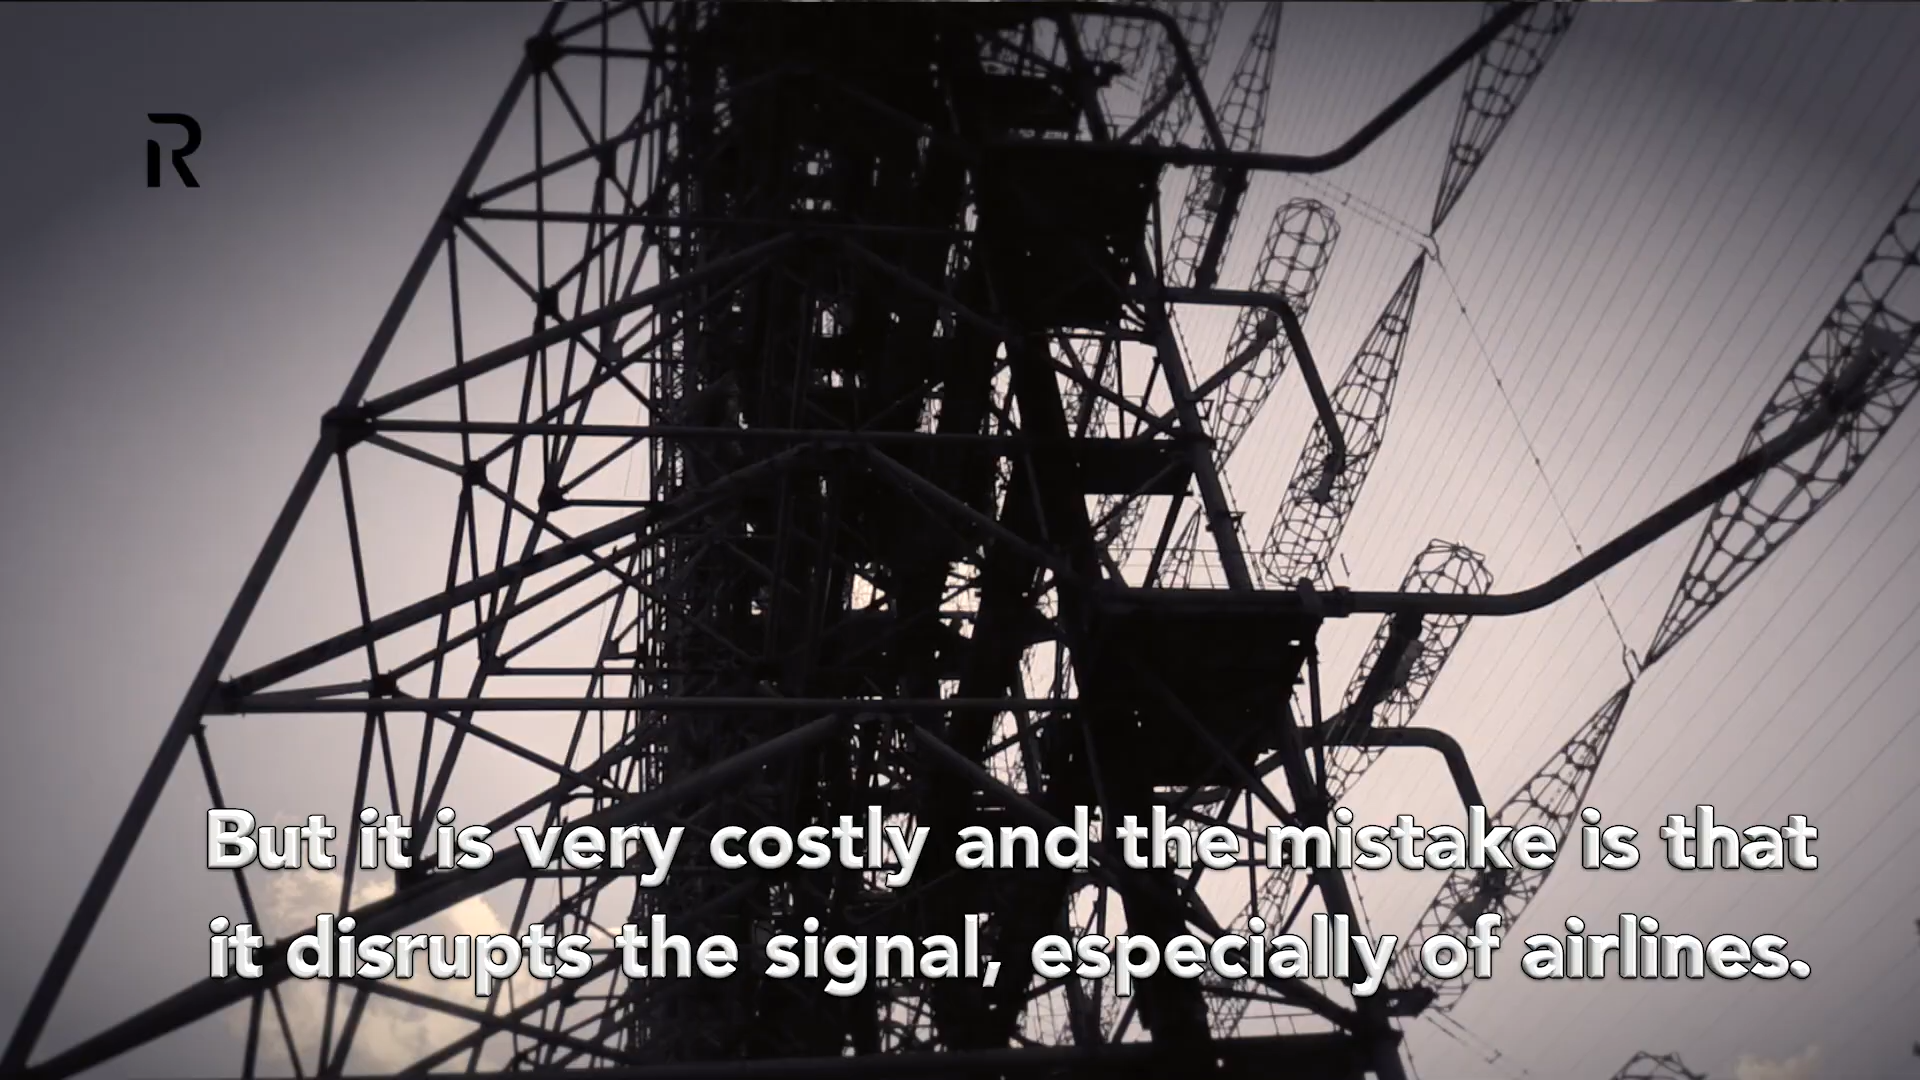 R
But it is very costly and the mistake is that
it disrupts the signal, especially of airlines.